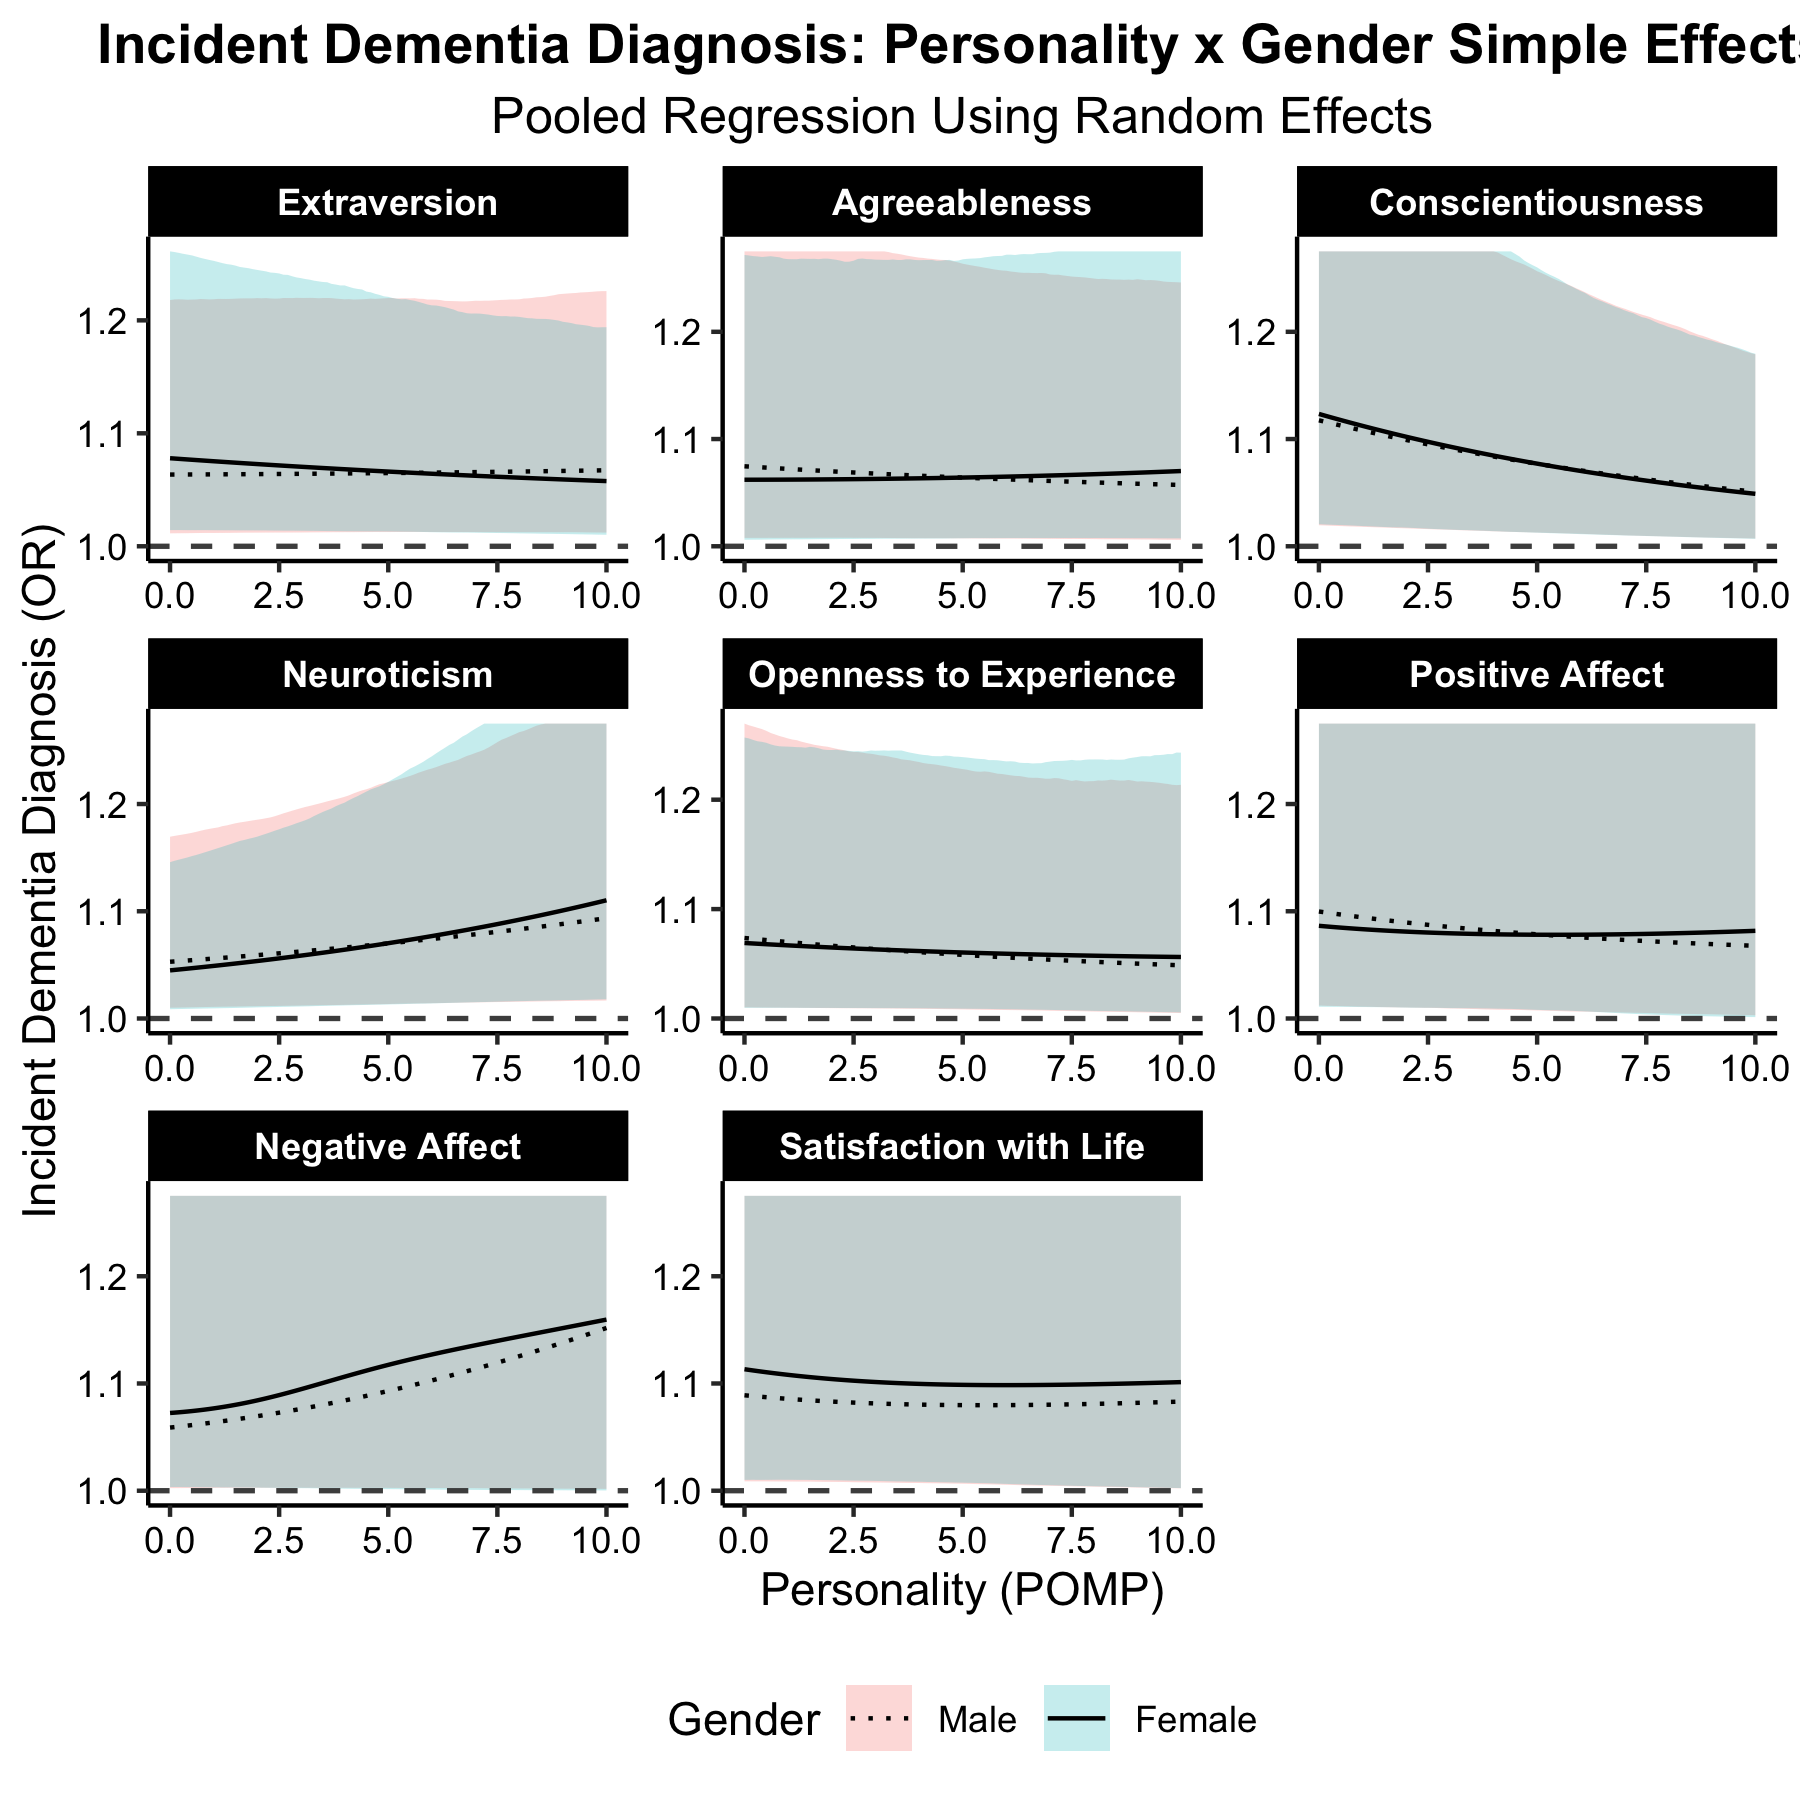 Incident Dementia Diagnosis: Personality x Gender Simple Effects
Pooled Regression Using Random Effects
Incident Dementia Diagnosis (OR)
Extraversion
1.2
1.1
1.0
0.0 2.5 5.0 7.5 10.0
Agreeableness
1.2
1.1
1.0
0.0 2.5 5.0 7.5 10.0
Conscientiousness
1.2
1.1
1.0
0.0 2.5 5.0 7.5 10.0
Neuroticism
1.2
1.1
1.0
0.0 2.5 5.0 7.5 10.0
Openness to Experience
1.2
1.1
1.0
0.0 2.5 5.0 7.5 10.0
Positive Affect
1.2
1.1
1.0
0.0 2.5 5.0 7.5 10.0
Negative Affect
1.2
1.1
1.0
0.0 2.5 5.0 7.5 10.0
Satisfaction with Life
1.2
1.1
1.0
0.0 2.5 5.0 7.5 10.0
Personality (POMP)
Gender Male Female